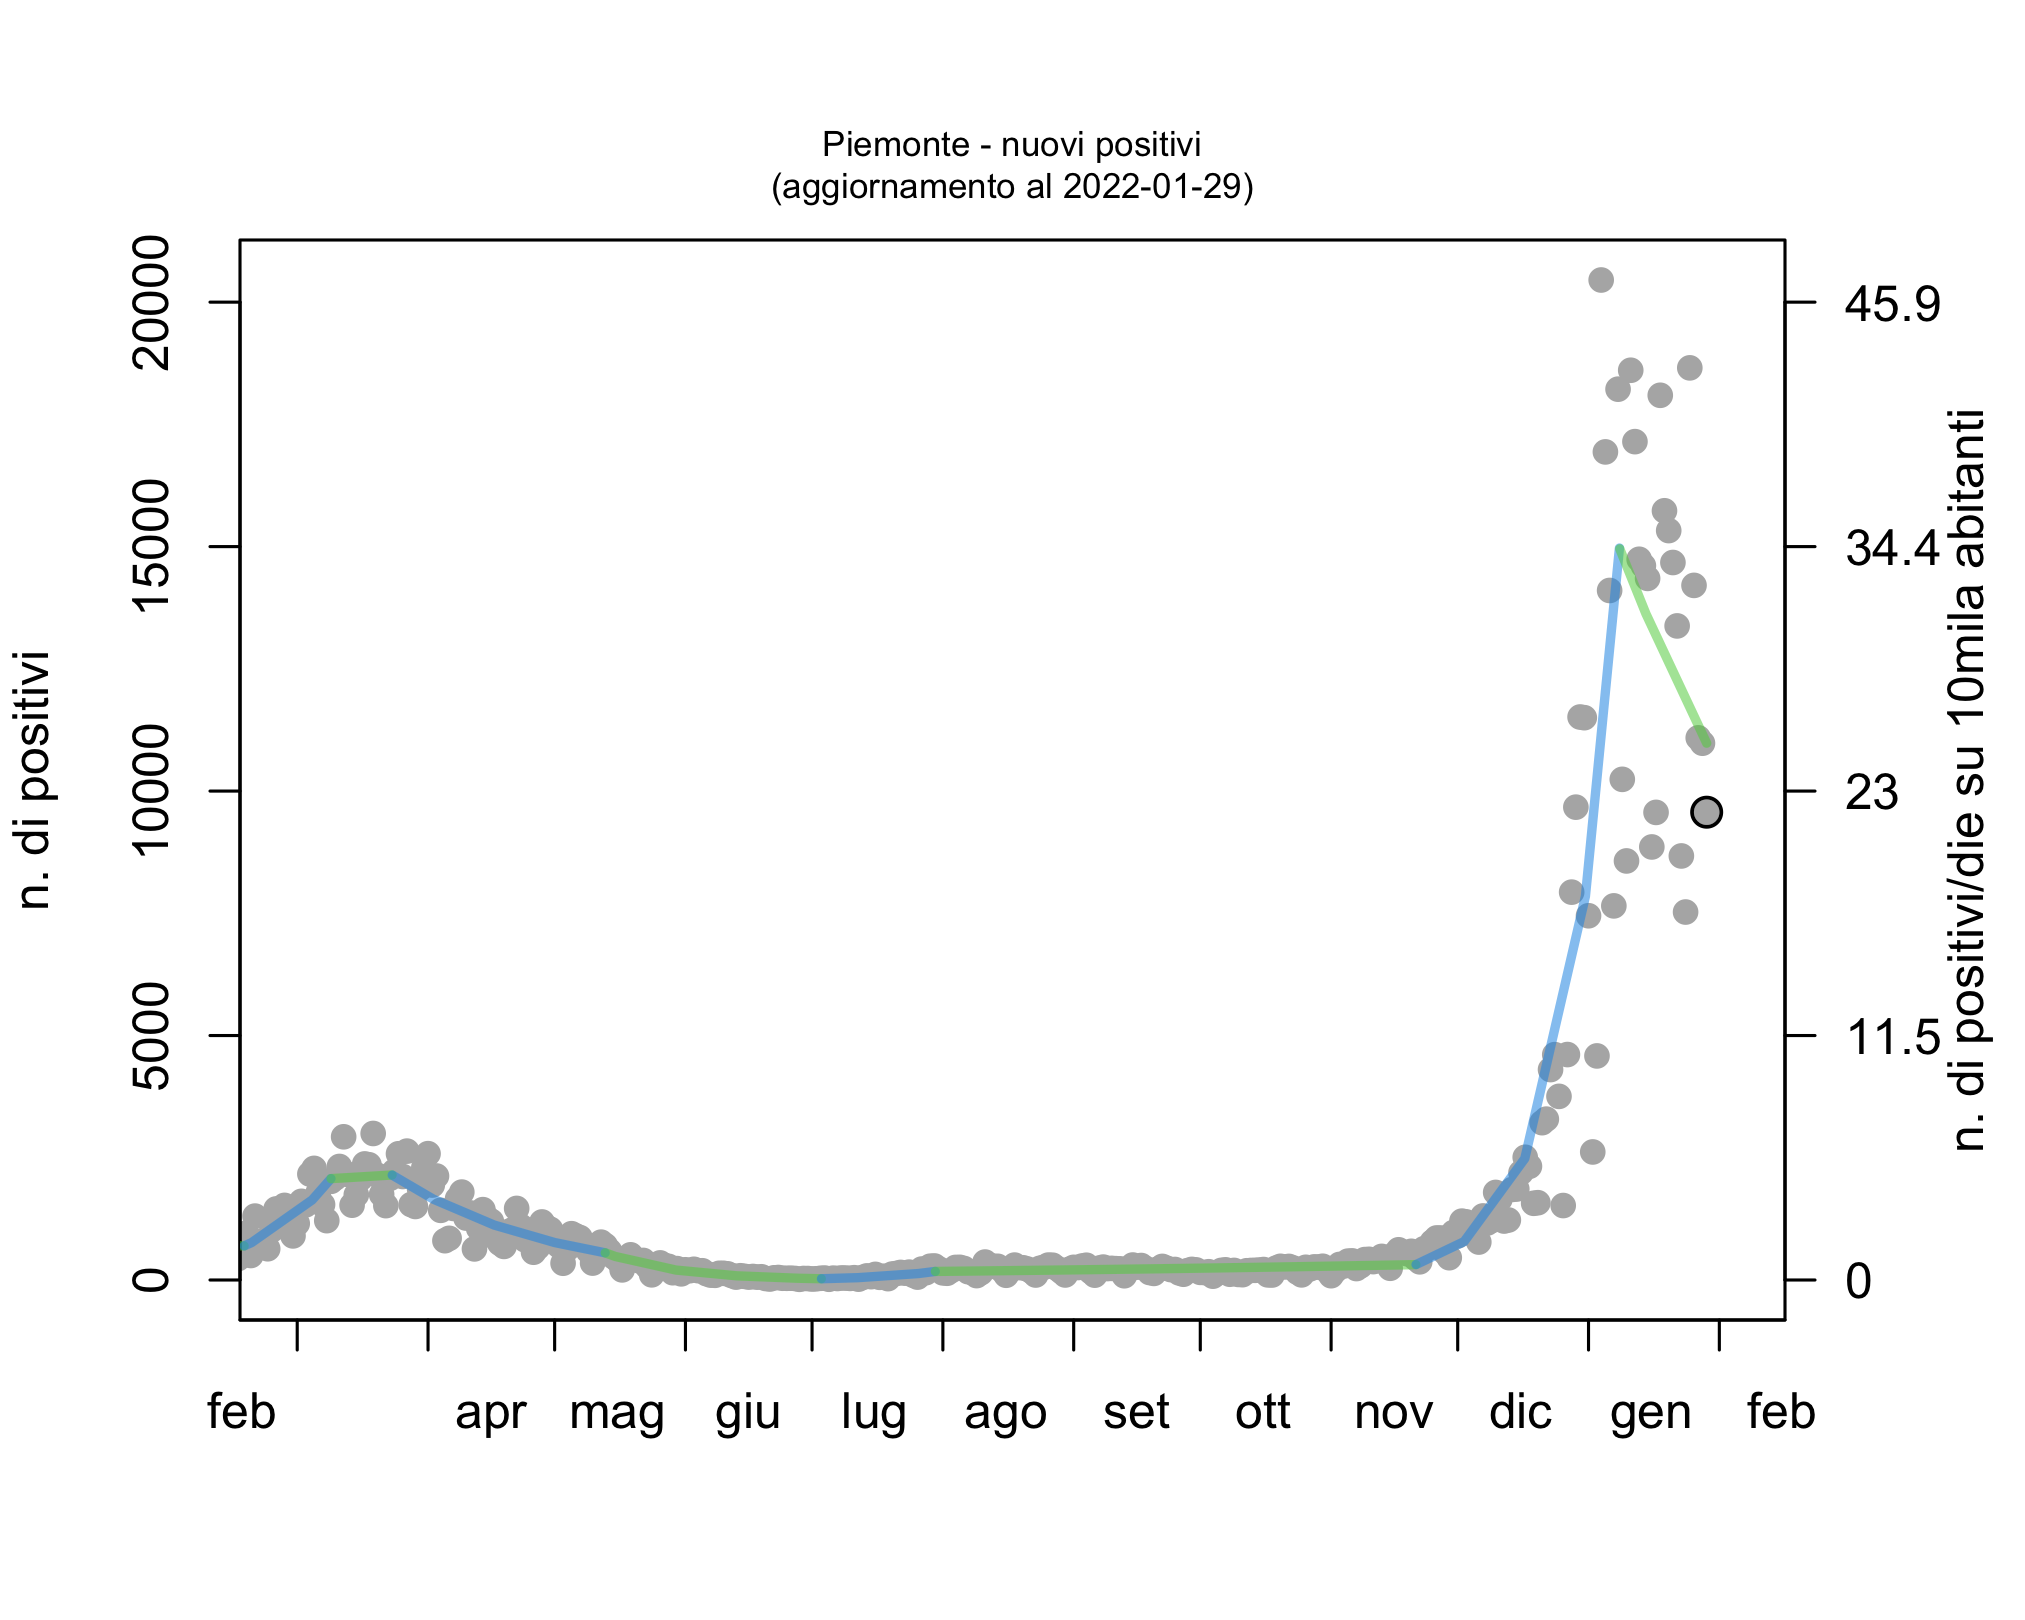 Piemonte - nuovi positivi
(aggiornamento al 2022-01-29)
n. di positivi
20000
15000
10000
5000
0
45.9
34.4
23
11.5
0
n. di positivi/die su 10mila abitanti
feb apr mag giu lug ago set ott nov dic gen feb